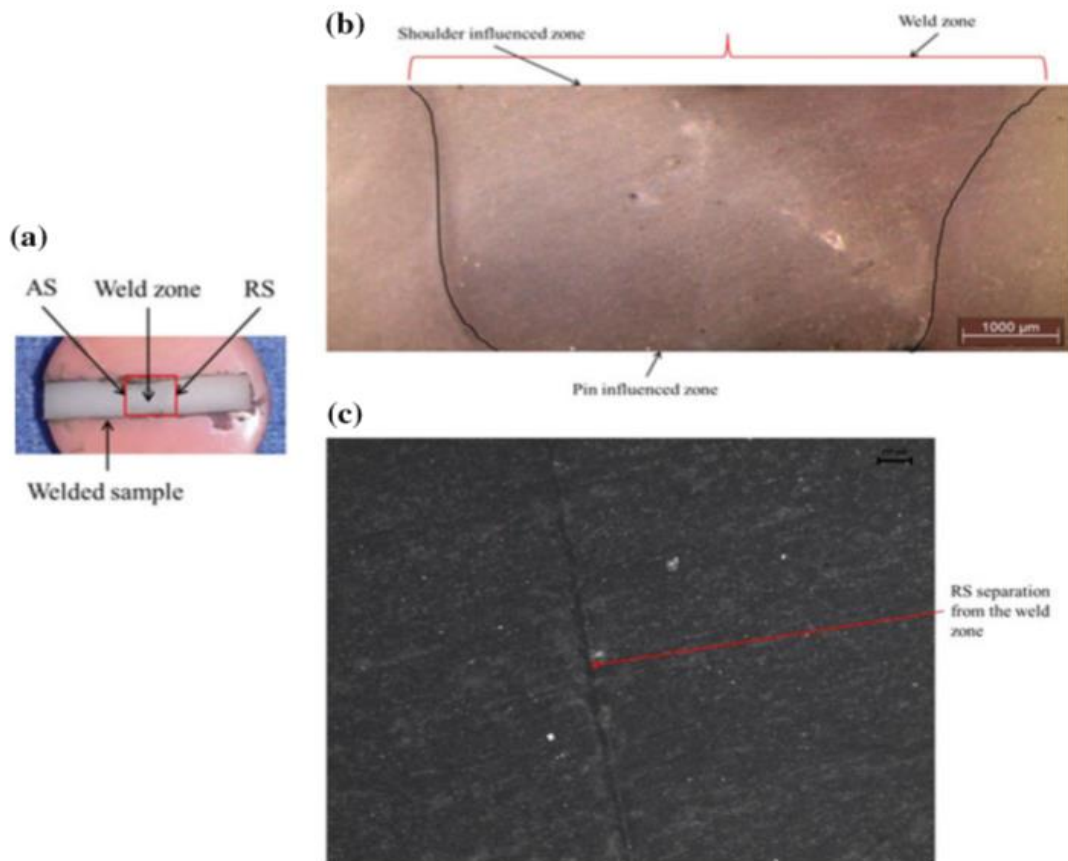 (b)
Shoulder influenced zone
Weld zone
1000 µm
Pin influenced zone
(a)
AS
Weld zone
RS
Welded sample
(c)
RS separation
from the weld
zone